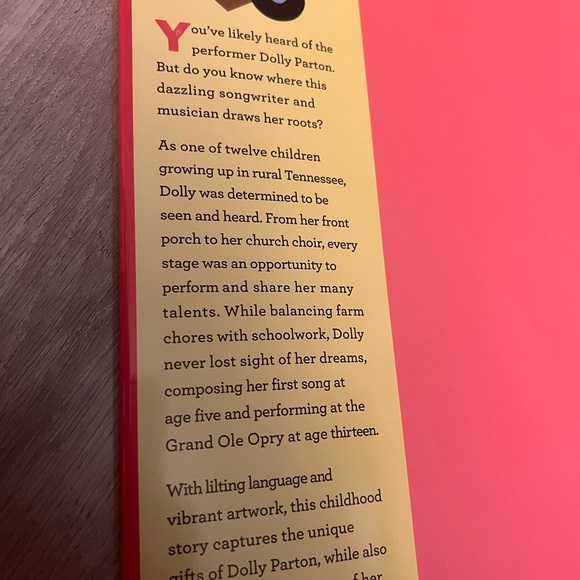 You've likely heard of the
performer Dolly Parton.
But do you know where this
dazzling songwriter and
musician draws her roots?
As one of twelve children
growing up in rural Tennessee,
Dolly was determined to be
seen and heard. From her front
porch to her church choir, every
stage was an opportunity to
perform and share her many
talents. While balancing farm
chores with schoolwork, Dolly
never lost sight of her dreams,
composing her first song at
age five and performing at the
Grand Ole Opry at age thirteen.
With lilting language and
vibrant artwork, this childhood
story captures the unique
gifts of Dolly Parton, while also
of her